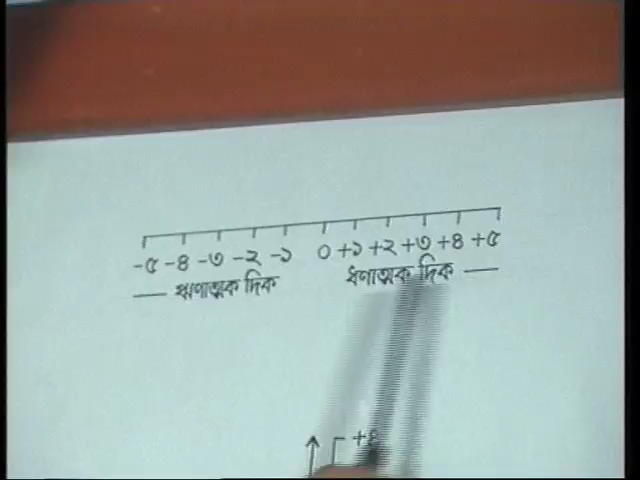 -৫ -৪ -৩ -২ -১ ০ +১ +২ +৩ +৪ +৫
— ঋণাত্মক দিক ধণাত্মক দিক —